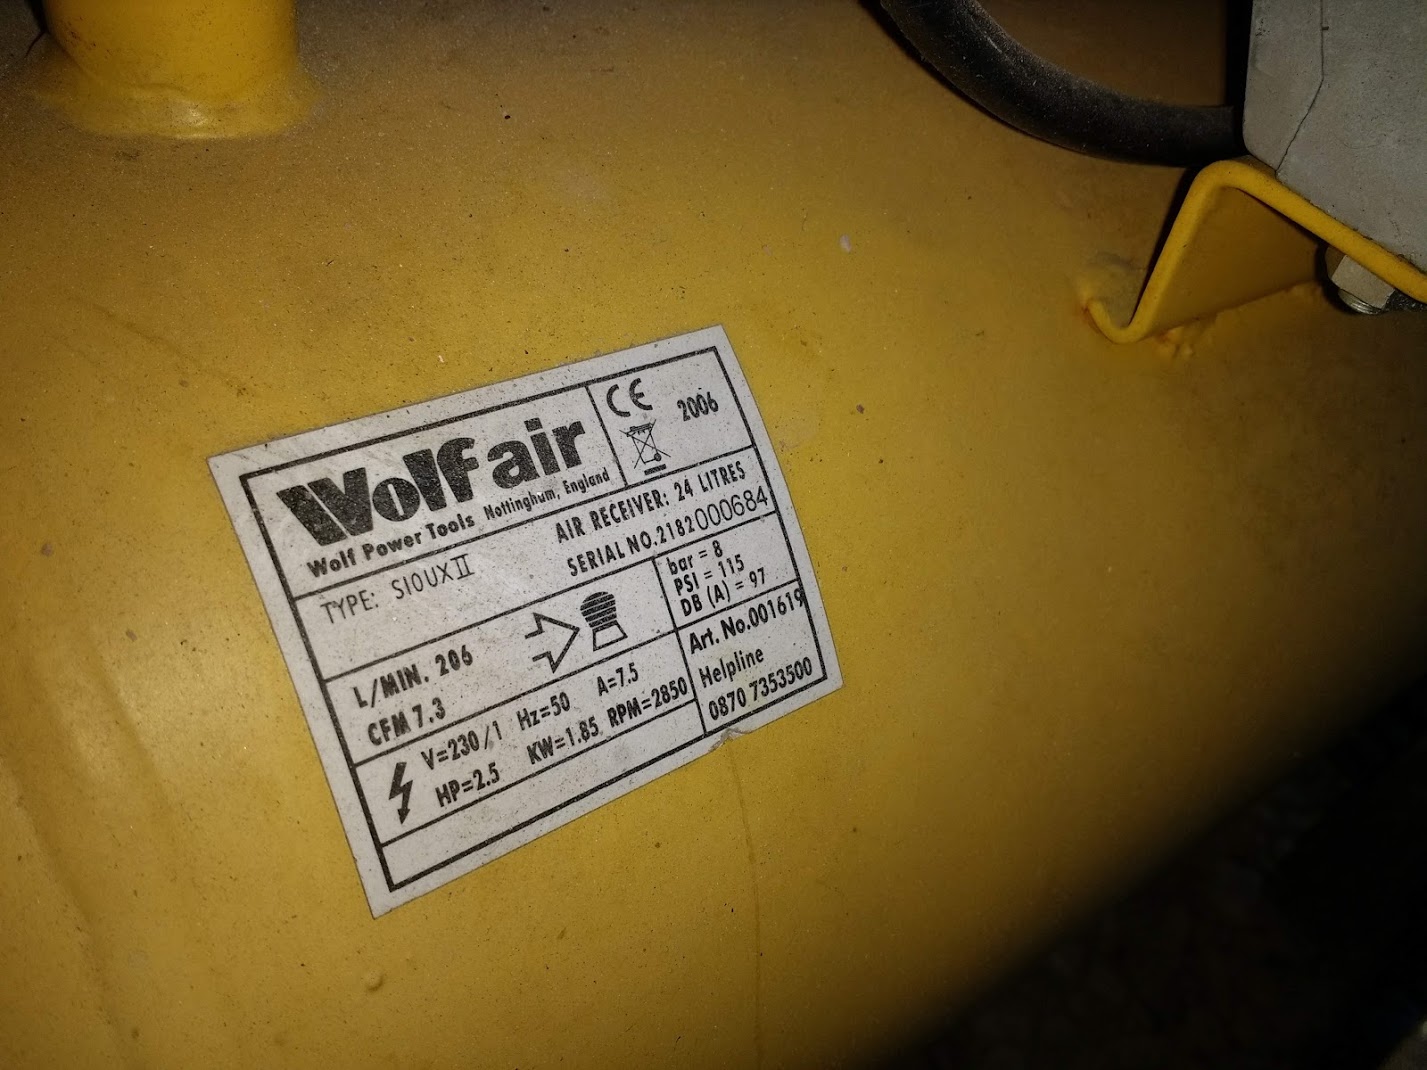 Wolf air
Wolf Power Tools Nottinghum, England
CE 2006
TYPE: SIOUX II
AIR RECEIVER: 24 LITRES
SERIAL NO.2182000684
L/MIN. 206
CFM 7.3
bar = 8
PSI = 115
DB (A) = 97
V=230/1 Hz=50 A=7.5
HP=2.5 KW=1.85 RPM=2850
Art. No.001619
Helpline
0870 7353500